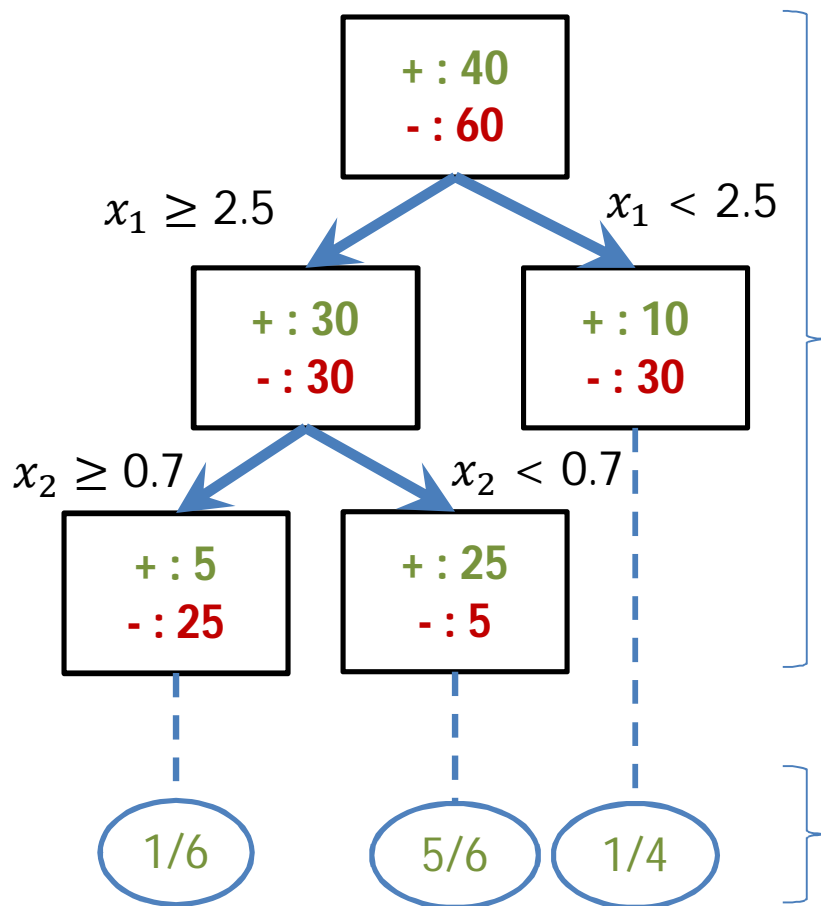 + : 40
- : 60
𝑥₁ ≥ 2.5
𝑥₁ < 2.5
+ : 30
- : 30
+ : 10
- : 30
𝑥₂ ≥ 0.7
𝑥₂ < 0.7
+ : 5
- : 25
+ : 25
- : 5
1/6
5/6
1/4